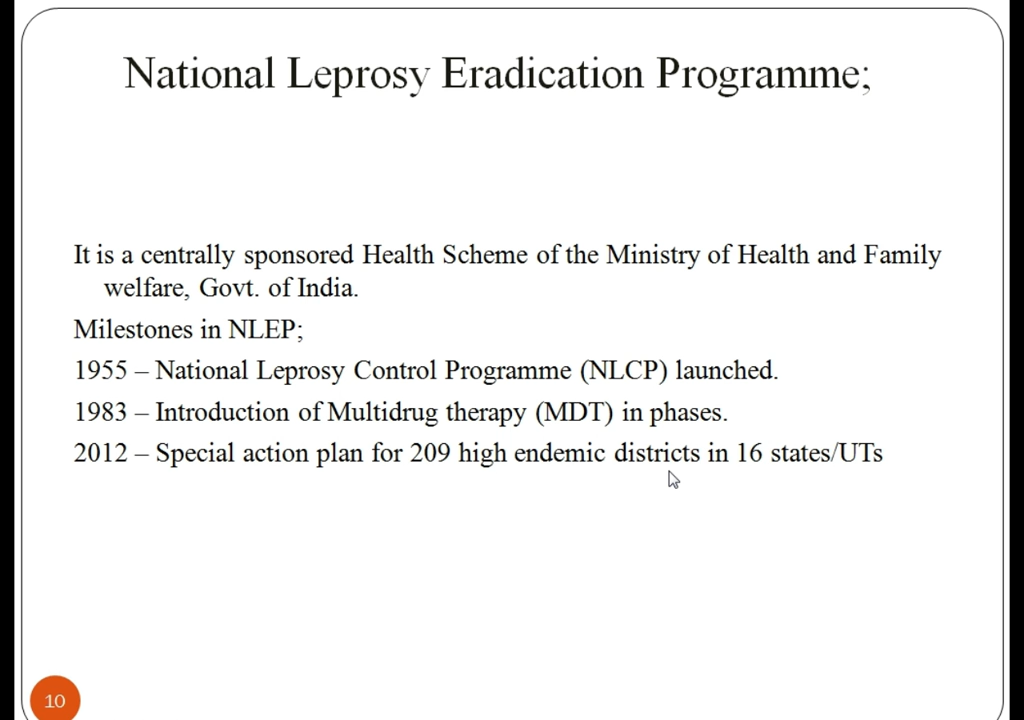 National Leprosy Eradication Programme;
It is a centrally sponsored Health Scheme of the Ministry of Health and Family
welfare, Govt. of India.
Milestones in NLEP;
1955 – National Leprosy Control Programme (NLCP) launched.
1983 – Introduction of Multidrug therapy (MDT) in phases.
2012 – Special action plan for 209 high endemic districts in 16 states/UTs
10